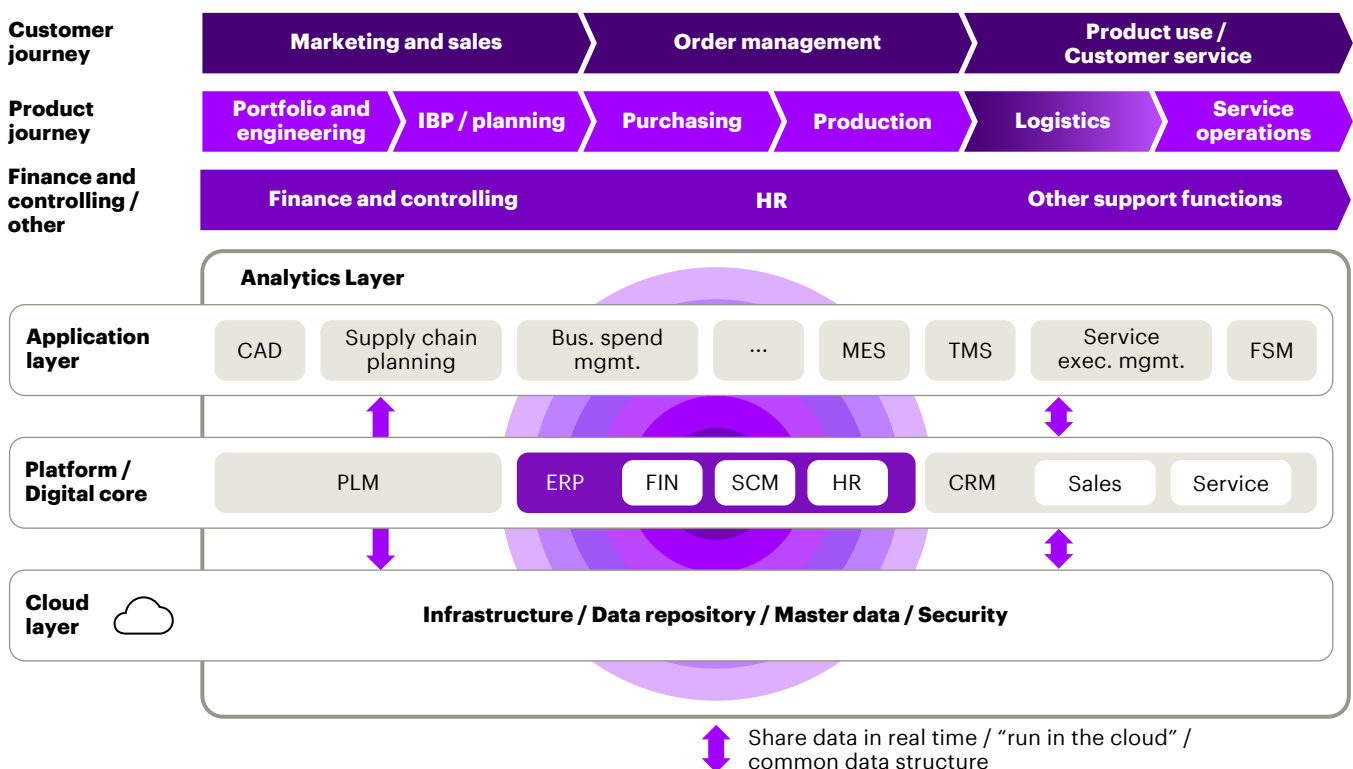 Customer
journey
Marketing and sales
Order management
Product use /
Customer service
Product
journey
Portfolio and
engineering
IBP / planning
Purchasing
Production
Logistics
Service
operations
Finance and
controlling /
other
Finance and controlling
HR
Other support functions
Analytics Layer
Application
layer
CAD
Supply chain
planning
Bus. spend
mgmt.
...
MES
TMS
Service
exec. mgmt.
FSM
Platform /
Digital core
PLM
ERP
FIN
SCM
HR
CRM
Sales
Service
Cloud
layer
Infrastructure / Data repository / Master data / Security
Share data in real time / “run in the cloud” /
common data structure